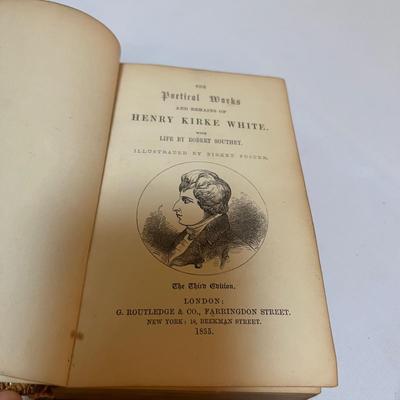 THE
Poetical Works
AND REMAINS OF
HENRY KIRKE WHITE.
WITH
LIFE BY ROBERT SOUTHEY.
ILLUSTRATED BY BIRKET FOSTER.
The Third Edition.
LONDON:
G. ROUTLEDGE & CO., FARRINGDON STREET.
NEW YORK: 18, BEEKMAN STREET.
1855.